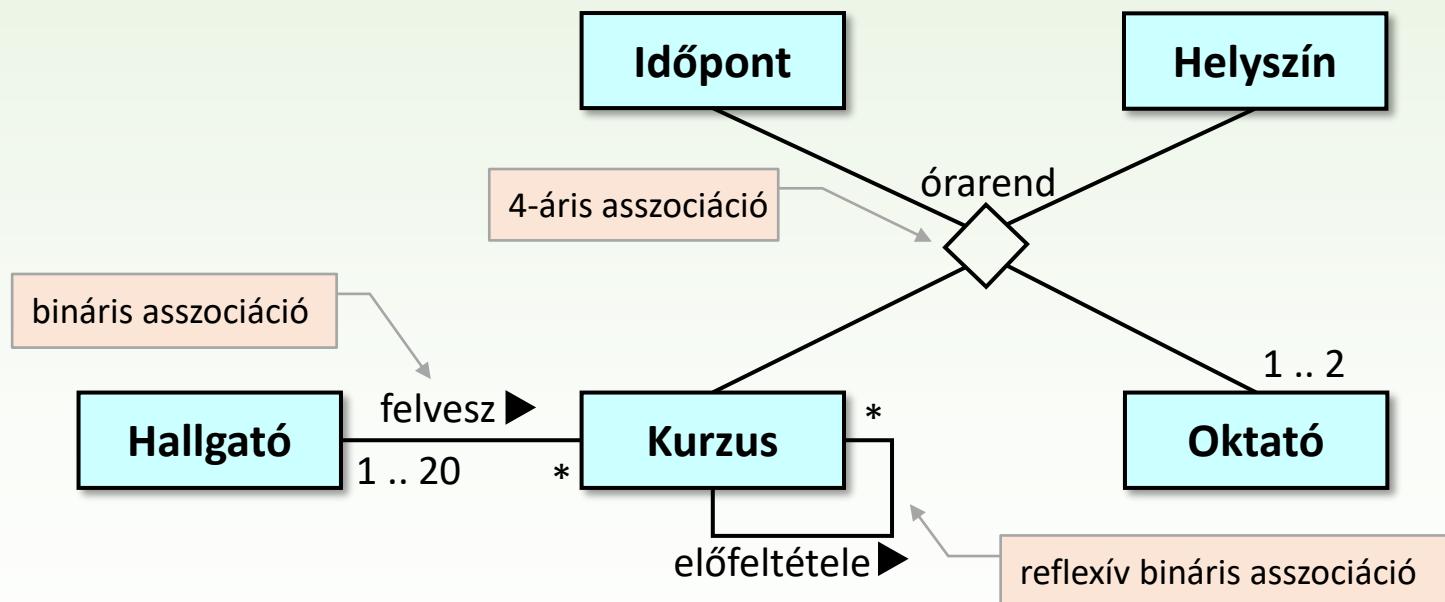 Időpont
Helyszín
4-áris asszociáció
órarend
bináris asszociáció
1 .. 2
felvesz
*
Hallgató
Kurzus
Oktató
1 .. 20
*
előfeltétele
reflexív bináris asszociáció